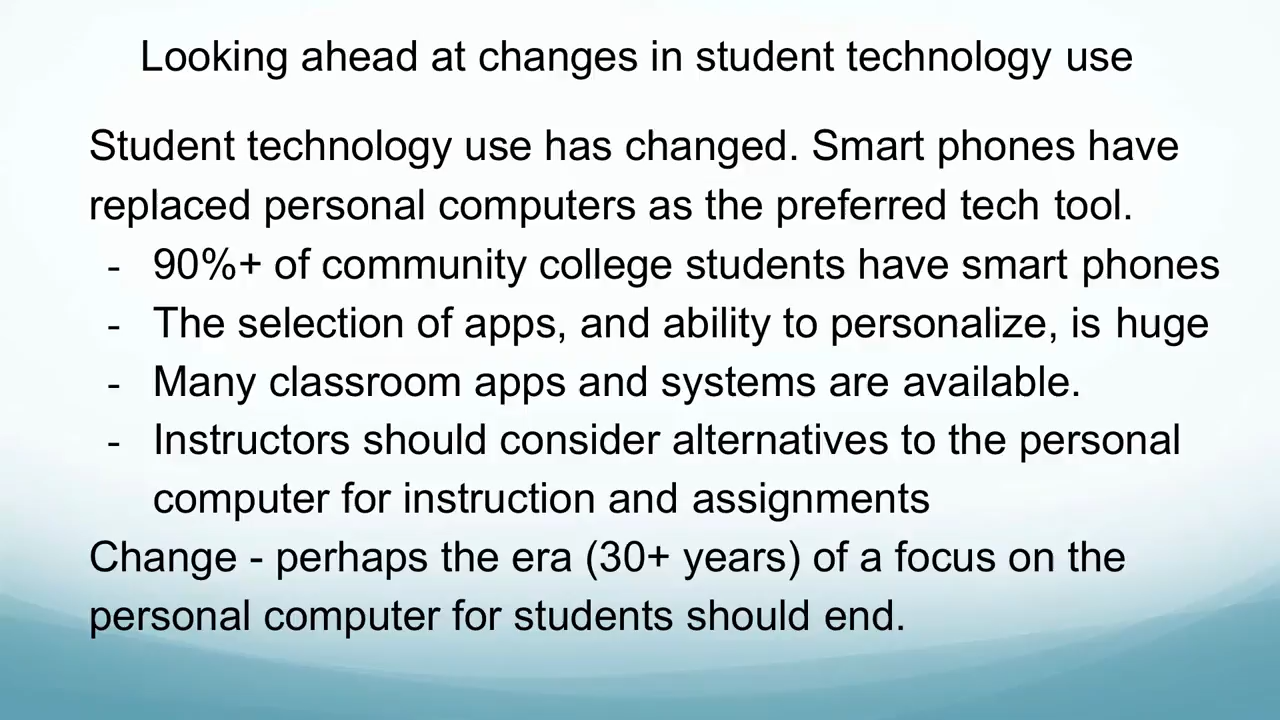 Looking ahead at changes in student technology use
Student technology use has changed. Smart phones have
replaced personal computers as the preferred tech tool.
- 90%+ of community college students have smart phones
- The selection of apps, and ability to personalize, is huge
- Many classroom apps and systems are available.
- Instructors should consider alternatives to the personal
computer for instruction and assignments
Change - perhaps the era (30+ years) of a focus on the
personal computer for students should end.